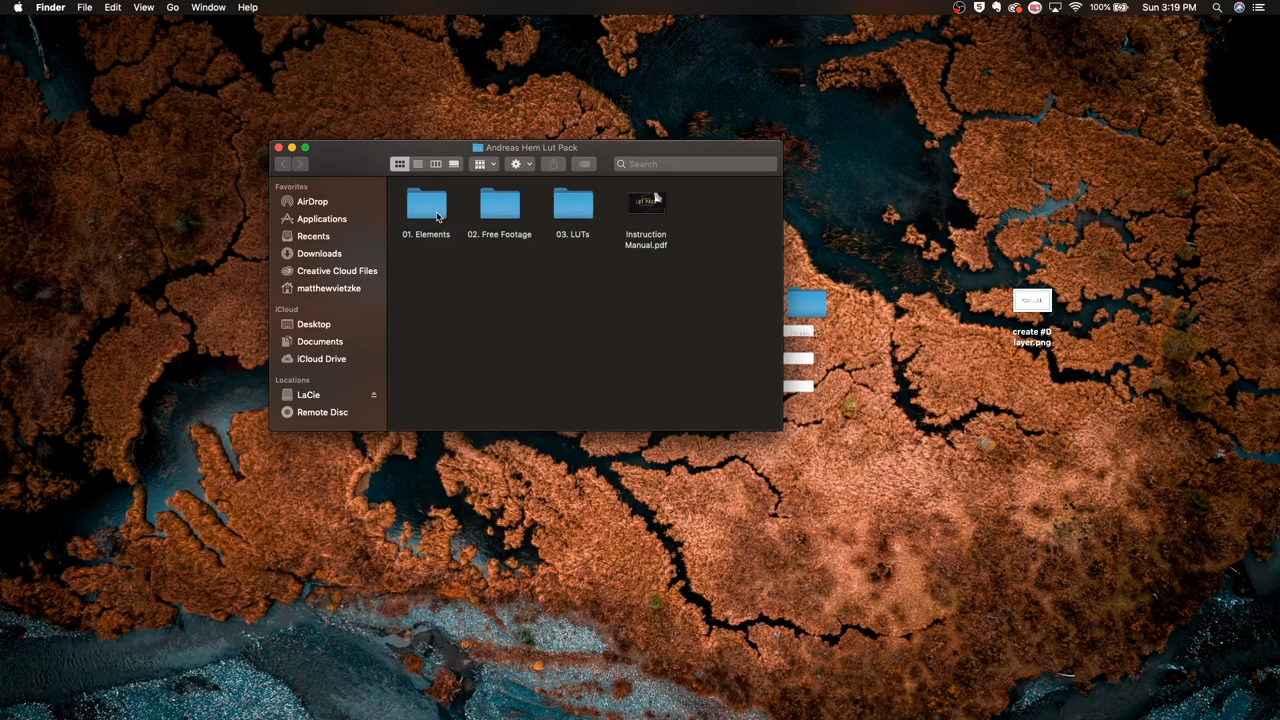 Finder File Edit View Go Window Help
100% Sun 3:19 PM
Andreas Hem Lut Pack
Search
Favorites
AirDrop
Applications
Recents
Downloads
Creative Cloud Files
matthewvietzke
iCloud
Desktop
Documents
iCloud Drive
Locations
LaCie
Remote Disc
01. Elements
02. Free Footage
03. LUTs
LUT PACK
Instruction
Manual.pdf
create #D
layer.png